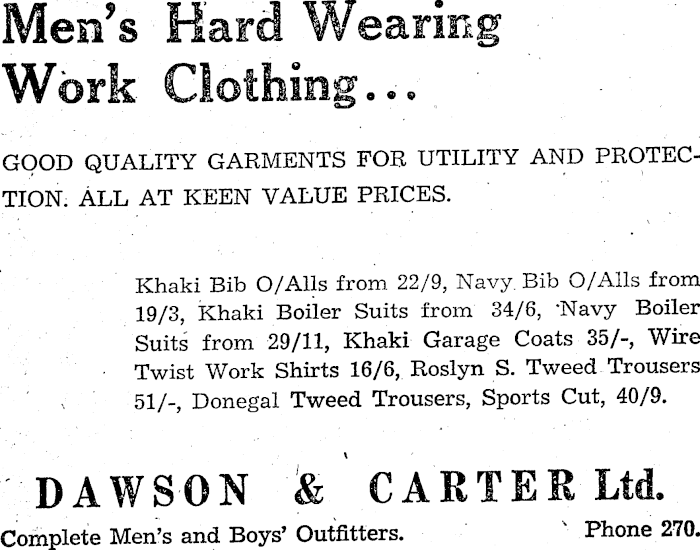 Men's Hard Wearing
Work Clothing...
GOOD QUALITY GARMENTS FOR UTILITY AND PROTEC-
TION. ALL AT KEEN VALUE PRICES.
Khaki Bib O/Alls from 22/9, Navy Bib O/Alls from
19/3, Khaki Boiler Suits from 34/6, Navy Boiler
Suits from 29/11, Khaki Garage Coats 35/-, Wire
Twist Work Shirts 16/6, Roslyn S. Tweed Trousers
51/-, Donegal Tweed Trousers, Sports Cut, 40/9.
DAWSON & CARTER Ltd.
Complete Men's and Boys' Outfitters. Phone 270.